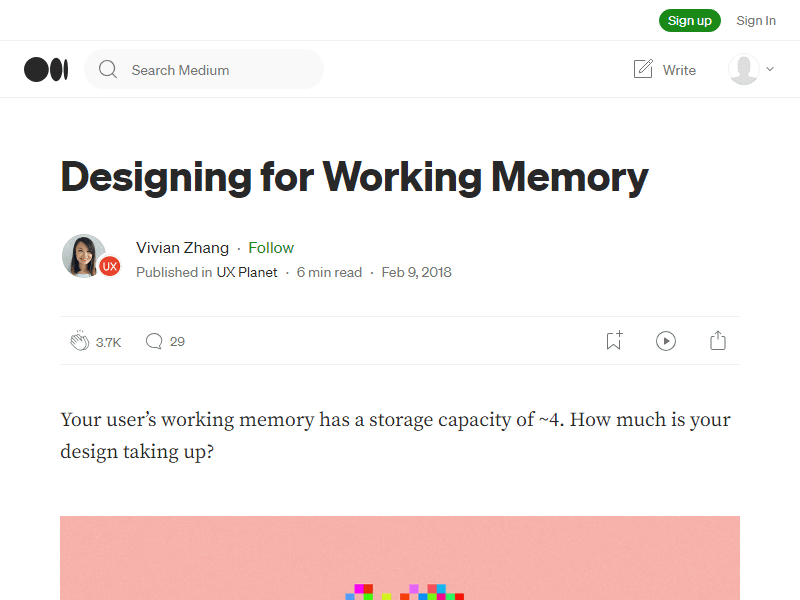 Sign up
Sign In
Search Medium
Write
Designing for Working Memory
Vivian Zhang · Follow
UX
Published in UX Planet · 6 min read · Feb 9, 2018
3.7K
29
Your user’s working memory has a storage capacity of ~4. How much is your
design taking up?